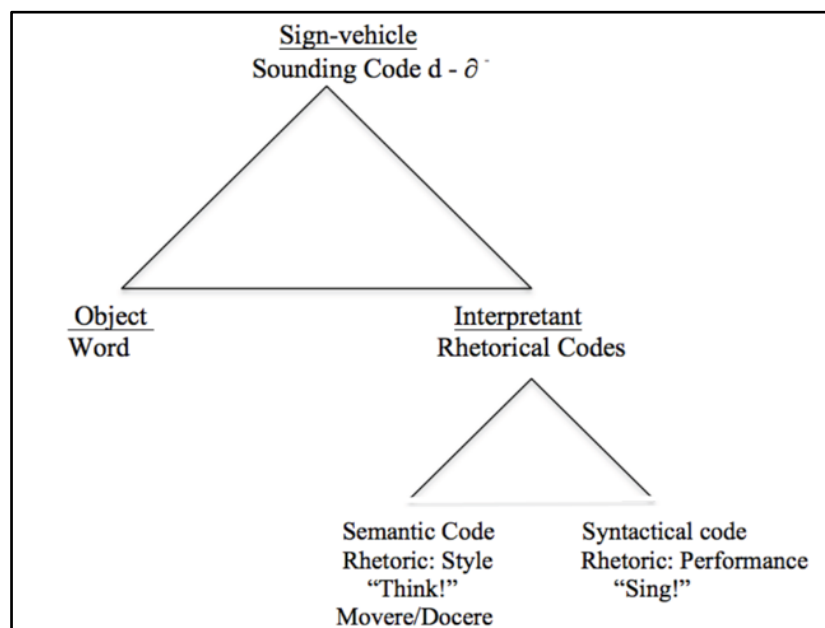 Sign-vehicle
Sounding Code d - ∂ -
Object
Word
Interpretant
Rhetorical Codes
Semantic Code
Rhetoric: Style
“Think!”
Movere/Docere
Syntactical code
Rhetoric: Performance
“Sing!”